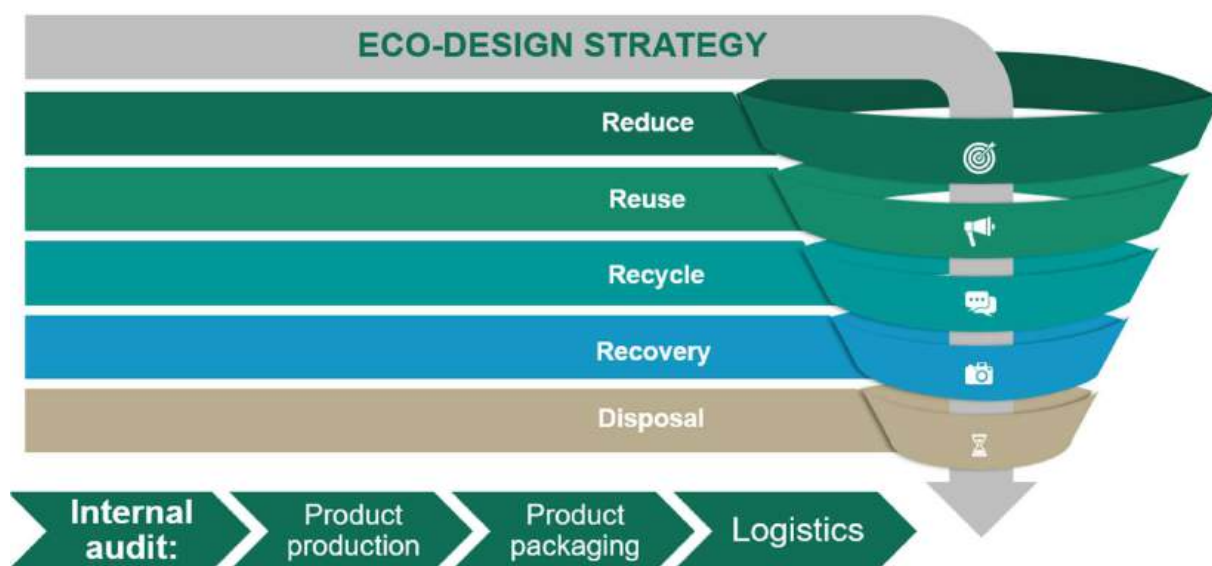 ECO-DESIGN STRATEGY
Reduce
Reuse
Recycle
Recovery
Disposal
Internal
audit:
Product
production
Product
packaging
Logistics